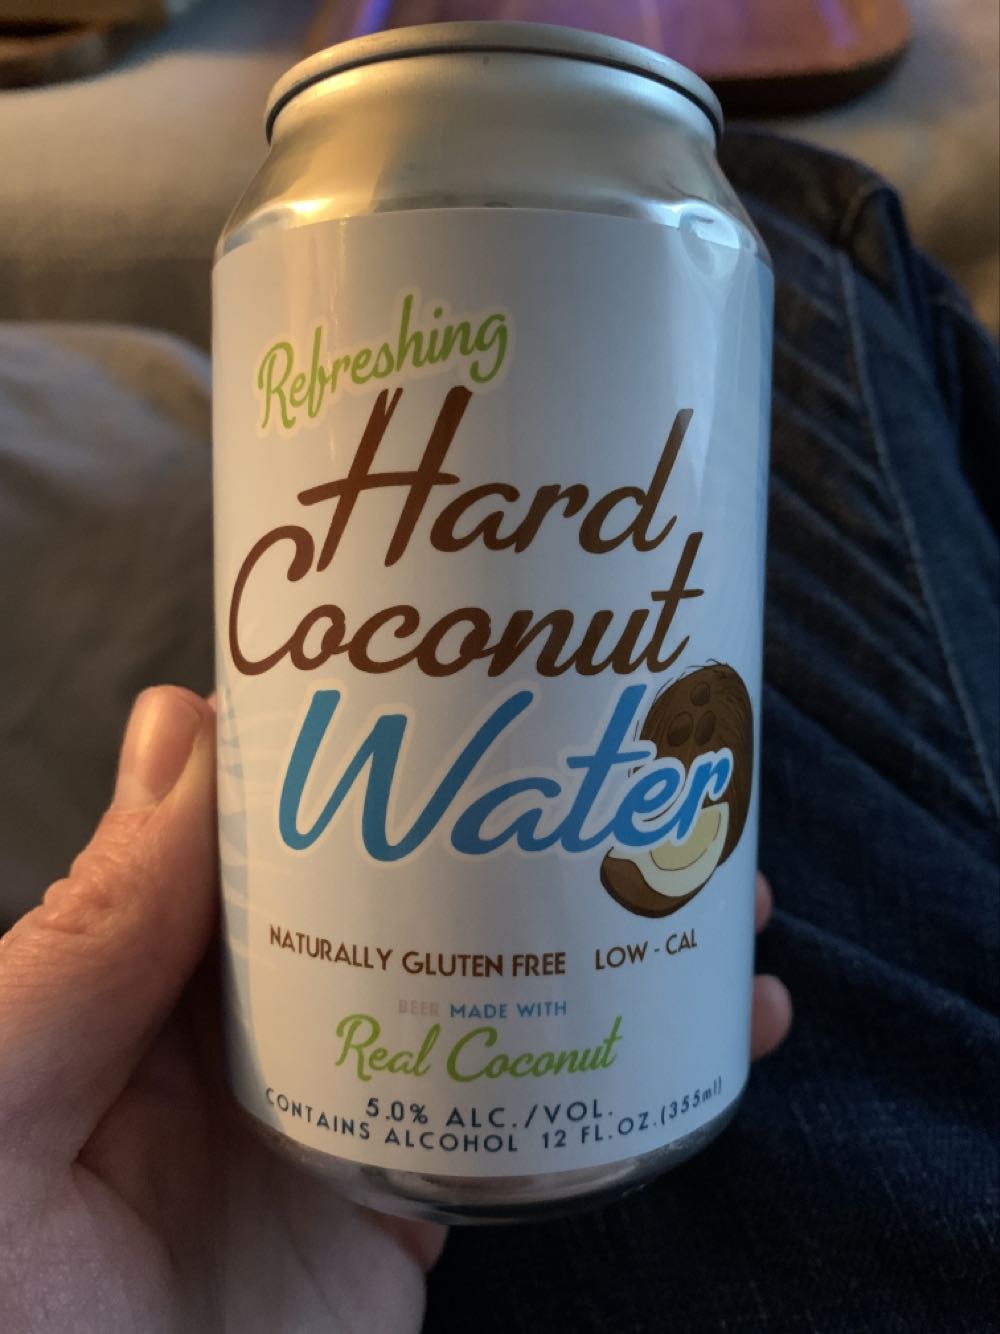 Refreshing
Hard
Coconut
Water
NATURALLY GLUTEN FREE LOW - CAL
BEER MADE WITH
Real Coconut
5.0% ALC./VOL.
CONTAINS ALCOHOL 12 FL.OZ.(355ml)